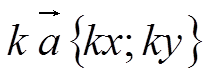 k a⃗ {kx; ky}